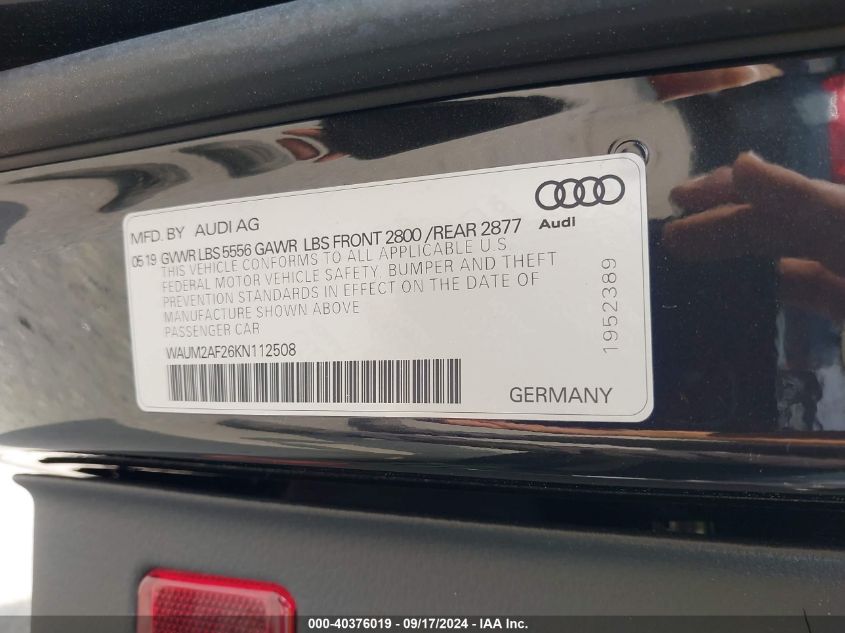 MFD. BY AUDI AG
Audi
05 19 GVWR LBS 5556 GAWR LBS FRONT 2800 /REAR 2877
THIS VEHICLE CONFORMS TO ALL APPLICABLE U.S
FEDERAL MOTOR VEHICLE SAFETY, BUMPER AND THEFT
PREVENTION STANDARDS IN EFFECT ON THE DATE OF
MANUFACTURE SHOWN ABOVE
PASSENGER CAR
WAUM2AF26KN112508
GERMANY
1952389
000-40376019 - 09/17/2024 - IAA Inc.